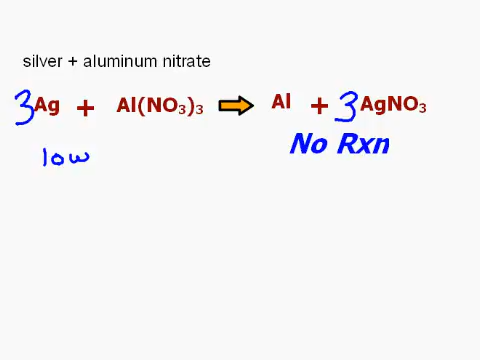 silver + aluminum nitrate
3Ag + Al(NO₃)₃ ⇒ Al + 3AgNO₃
low No Rxn